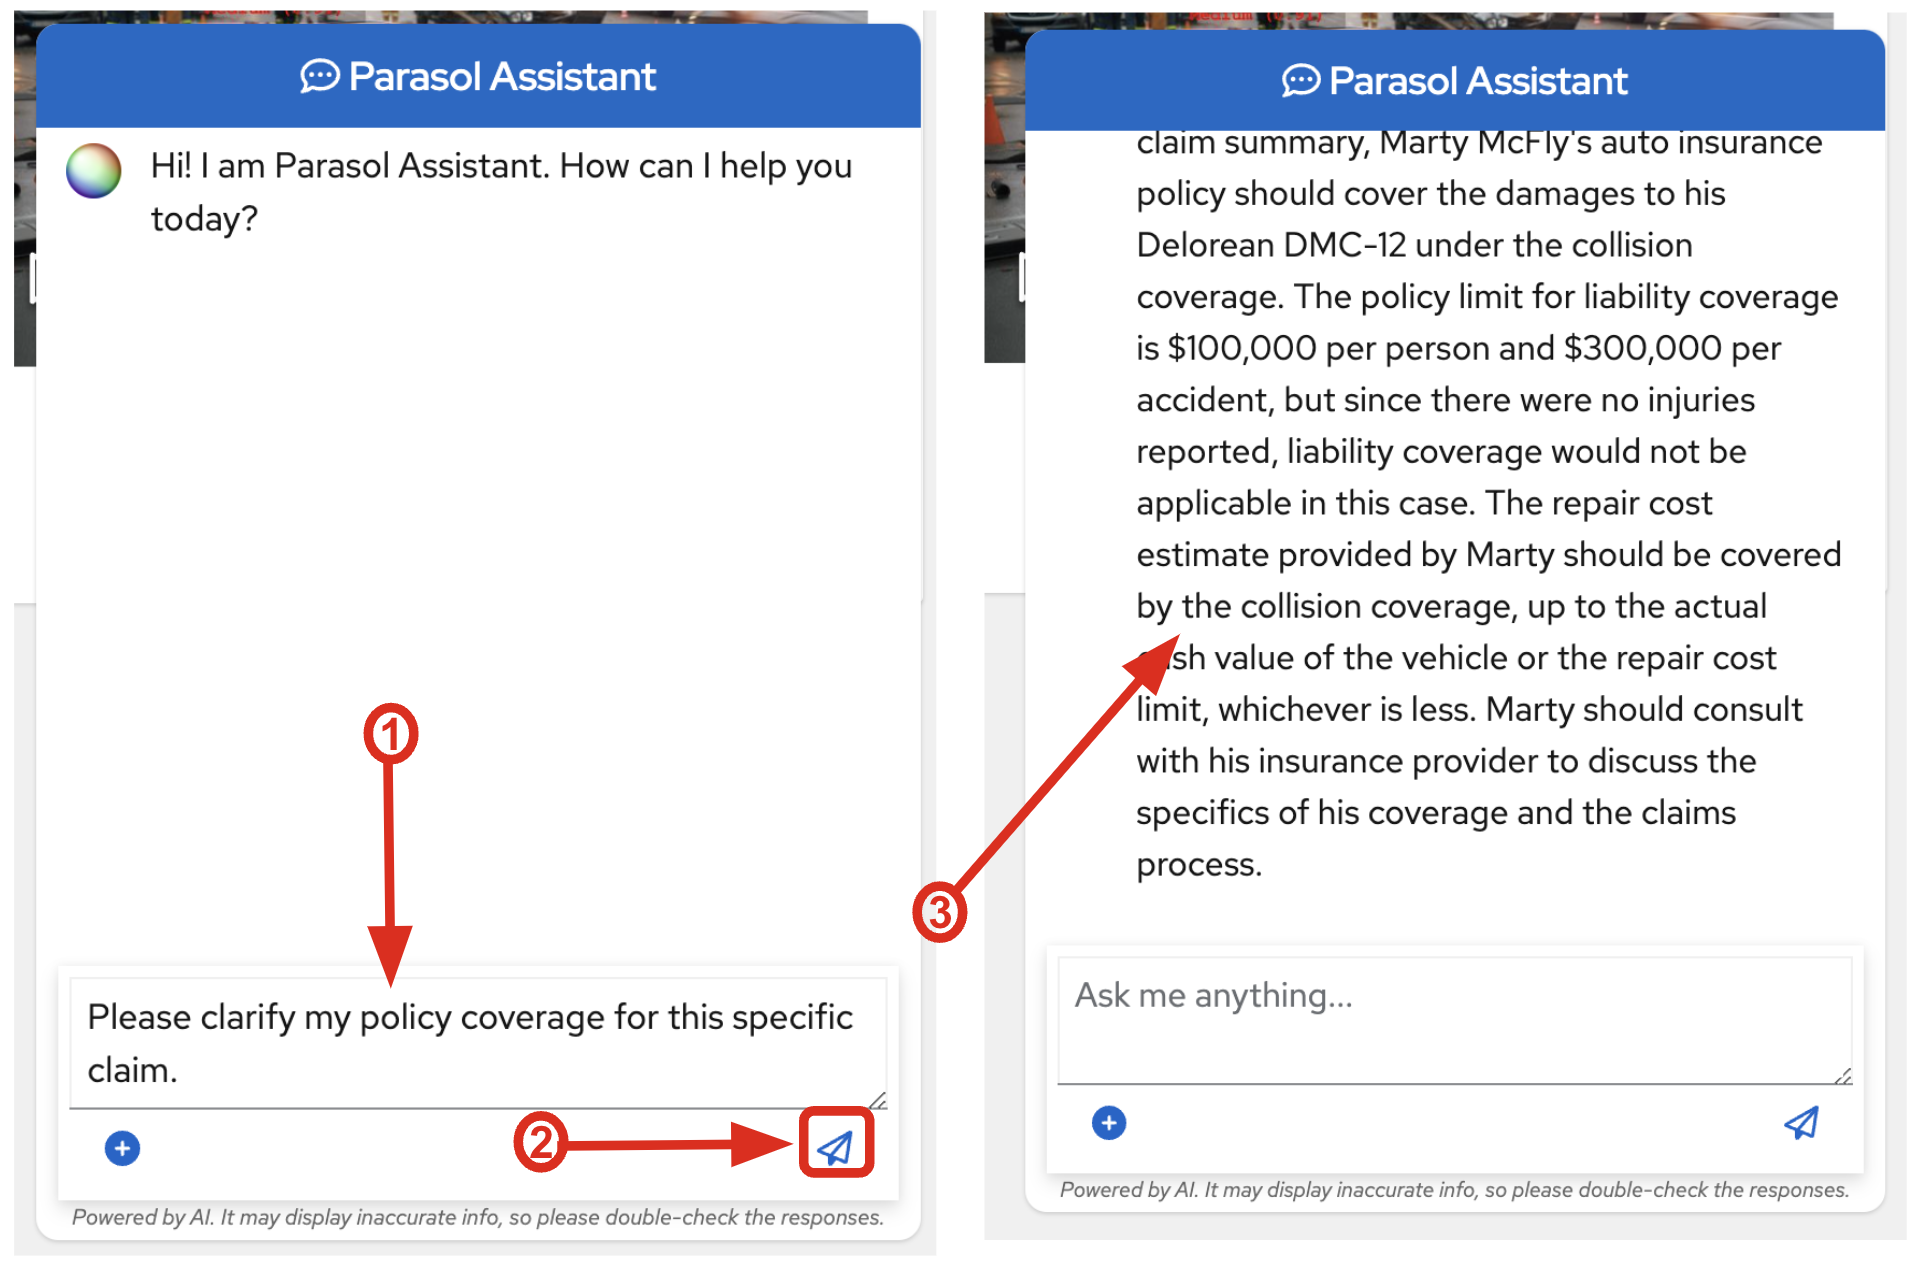 Parasol Assistant
Hi! I am Parasol Assistant. How can I help you
today?
1
Please clarify my policy coverage for this specific
claim.
2
Powered by AI. It may display inaccurate info, so please double-check the responses.
Parasol Assistant
claim summary, Marty McFly's auto insurance
policy should cover the damages to his
Delorean DMC-12 under the collision
coverage. The policy limit for liability coverage
is $100,000 per person and $300,000 per
accident, but since there were no injuries
reported, liability coverage would not be
applicable in this case. The repair cost
estimate provided by Marty should be covered
by the collision coverage, up to the actual
cash value of the vehicle or the repair cost
limit, whichever is less. Marty should consult
with his insurance provider to discuss the
specifics of his coverage and the claims
process.
3
Ask me anything...
Powered by AI. It may display inaccurate info, so please double-check the responses.